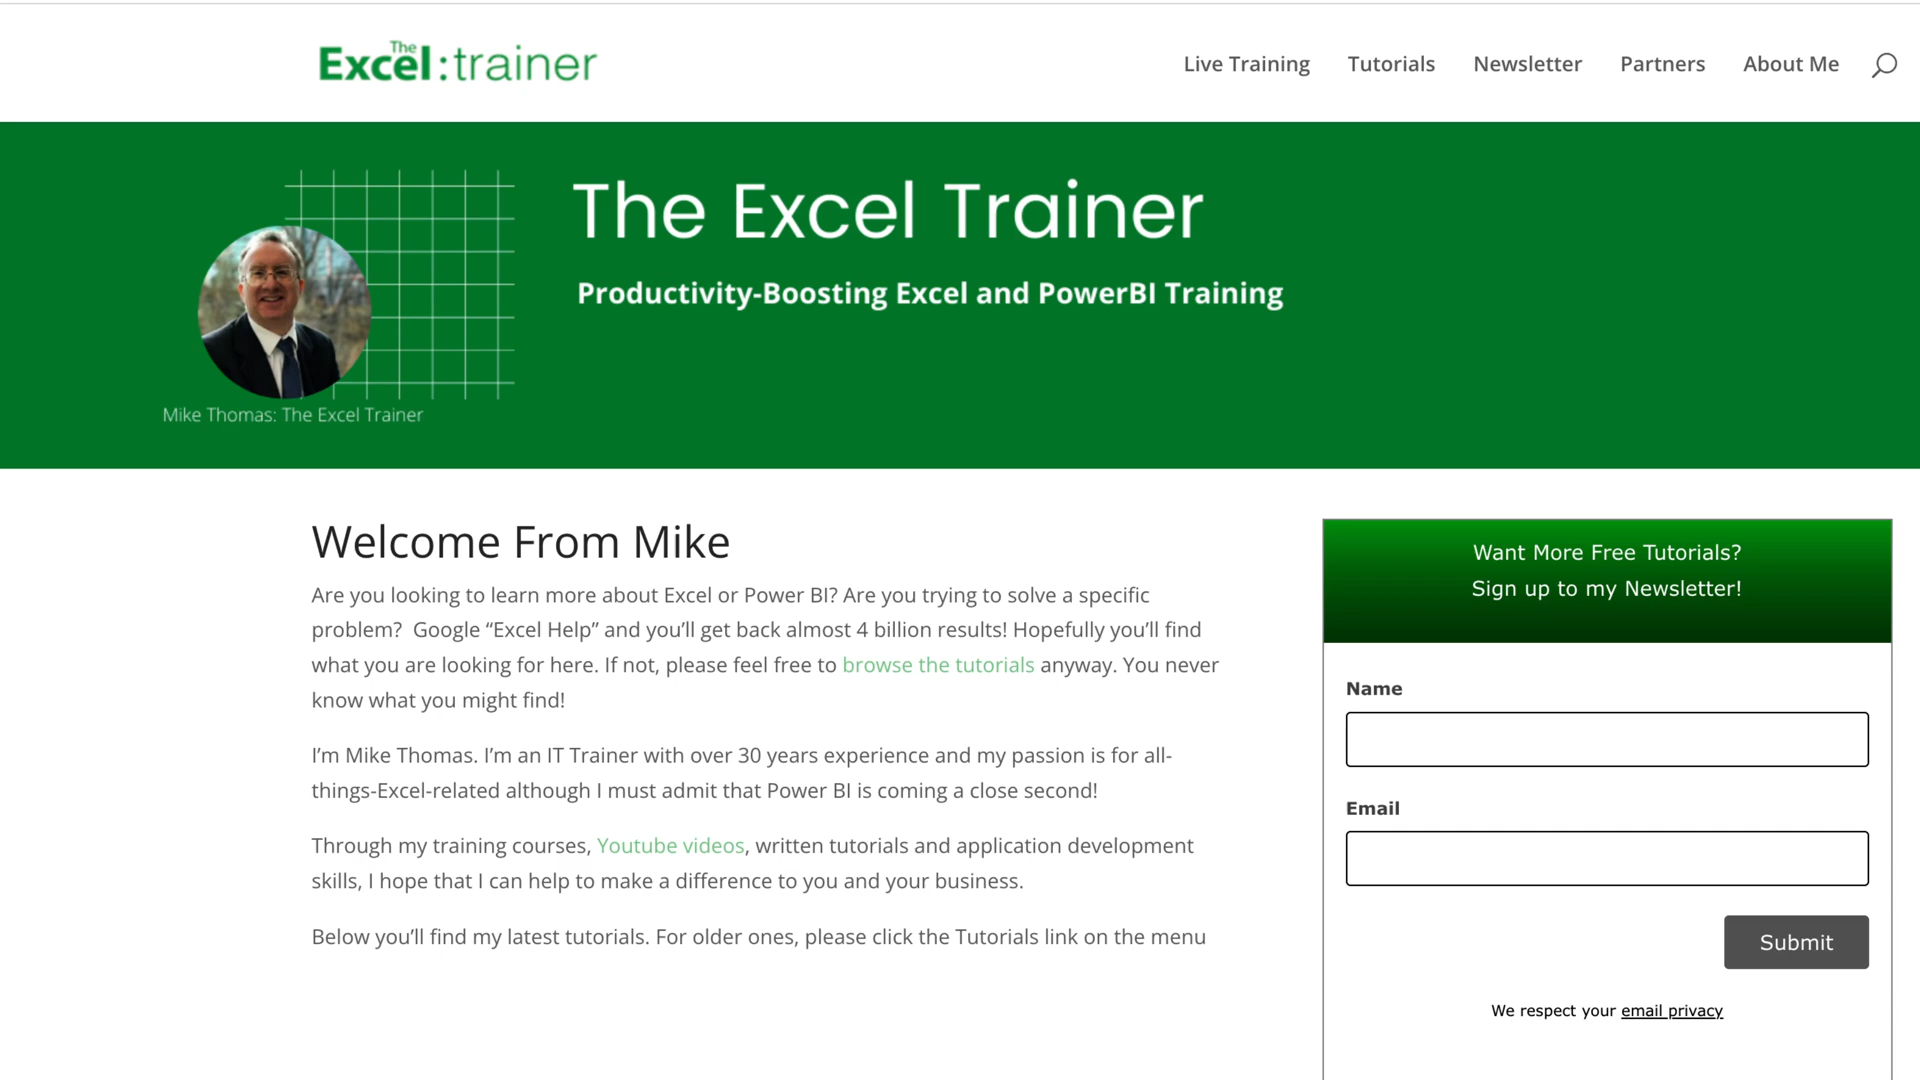 The
Excel:trainer
Live Training
Tutorials
Newsletter
Partners
About Me
The Excel Trainer
Productivity-Boosting Excel and PowerBI Training
Mike Thomas: The Excel Trainer
Welcome From Mike
Are you looking to learn more about Excel or Power BI? Are you trying to solve a specific
problem?  Google “Excel Help” and you’ll get back almost 4 billion results! Hopefully you’ll find
what you are looking for here. If not, please feel free to browse the tutorials anyway. You never
know what you might find!
I’m Mike Thomas. I’m an IT Trainer with over 30 years experience and my passion is for all-
things-Excel-related although I must admit that Power BI is coming a close second!
Through my training courses, Youtube videos, written tutorials and application development
skills, I hope that I can help to make a difference to you and your business.
Below you’ll find my latest tutorials. For older ones, please click the Tutorials link on the menu
Want More Free Tutorials?
Sign up to my Newsletter!
Name
Email
Submit
We respect your email privacy